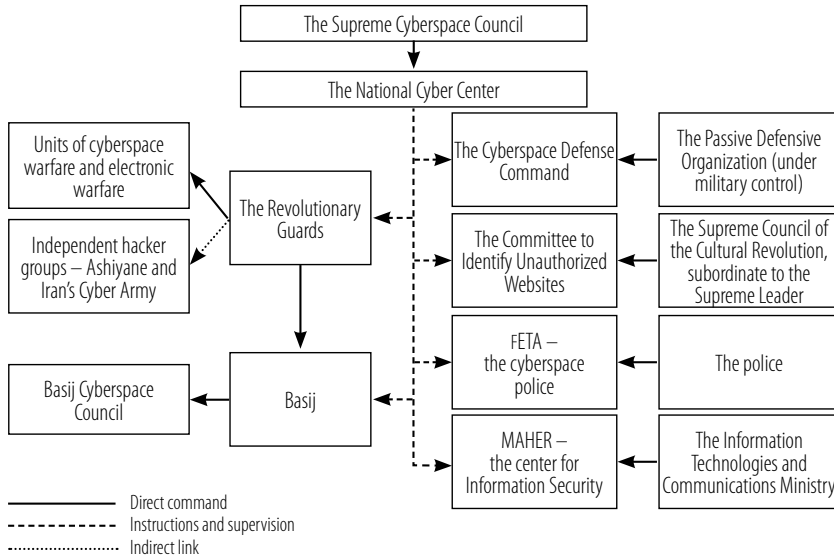 The Supreme Cyberspace Council
The National Cyber Center
Units of cyberspace
warfare and electronic
warfare
Independent hacker
groups – Ashiyane and
Iran's Cyber Army
The Revolutionary
Guards
Basij Cyberspace
Council
Basij
The Cyberspace Defense
Command
The Passive Defensive
Organization (under
military control)
The Committee to
Identify Unauthorized
Websites
The Supreme Council of
the Cultural Revolution,
subordinate to the
Supreme Leader
FETA –
the cyberspace
police
The police
MAHER –
the center for
Information Security
The Information
Technologies and
Communications Ministry
Direct command
Instructions and supervision
Indirect link